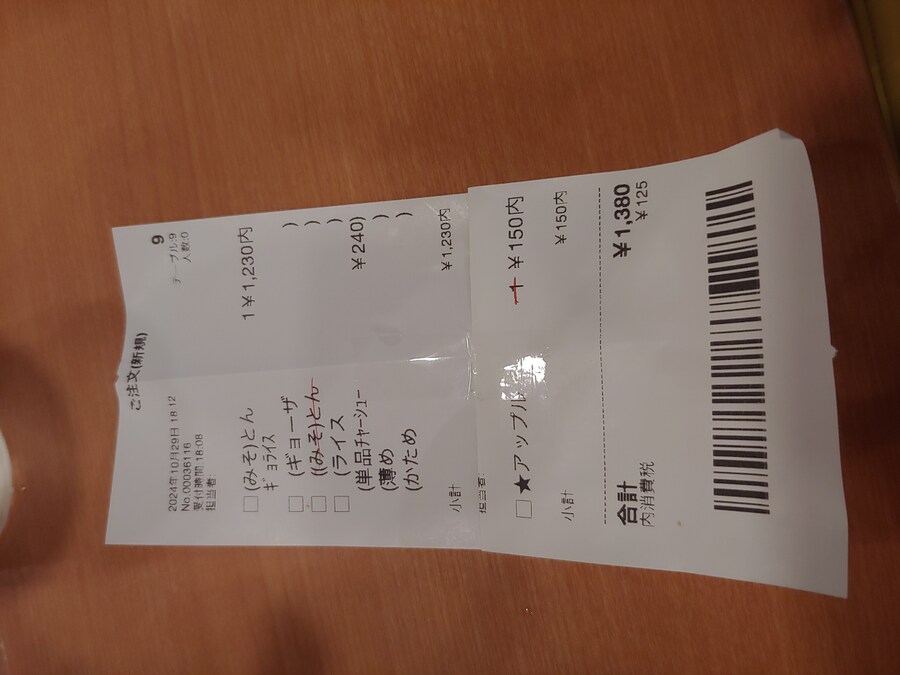 ご注文(新規) 9
2024年10月29日 18:12 テーブル:9
No.00036116 人数:0
受付時間:18:08
担当者:
□(みそ)とん 1 ¥1,230内
ギョライス
□(ギョーザ )
□((みそ)とん )
□(ライス )
(単品チャーシュー ¥240)
(薄め )
(かため )
小計 ¥1,230内
担当者:
□★アップル 1 ¥150内
小計 ¥150内
合計 ¥1,380
内消費税 ¥125